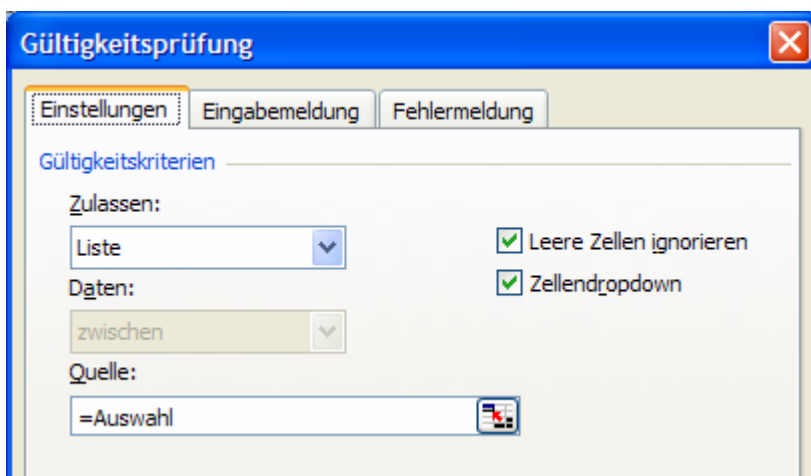 Gültigkeitsprüfung
Einstellungen Eingabemeldung Fehlermeldung
Gültigkeitskriterien
Zulassen:
Liste
Leere Zellen ignorieren
Daten:
Zellendropdown
zwischen
Quelle:
=Auswahl